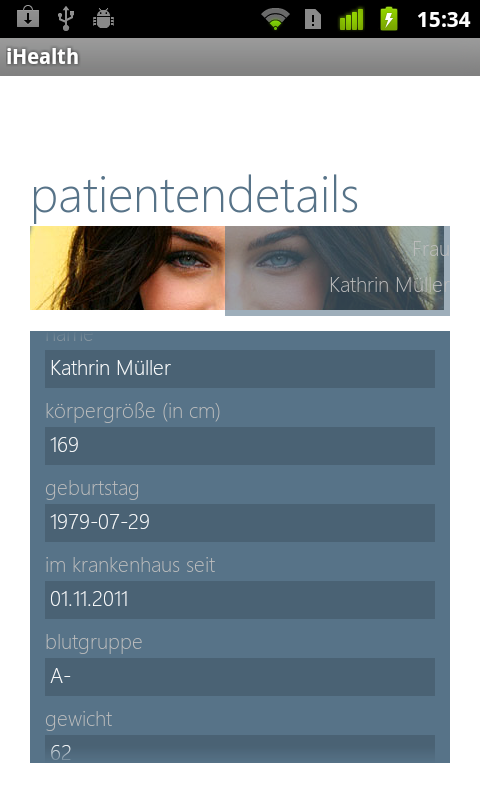 15:34
iHealth
patientendetails
Frau
Kathrin Müller
name
Kathrin Müller
körpergröße (in cm)
169
geburtstag
1979-07-29
im krankenhaus seit
01.11.2011
blutgruppe
A-
gewicht
62